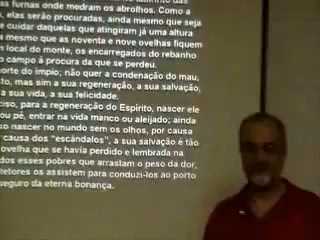 as furnas onde medram os abrolhos. Como a
, elas serão procuradas, ainda mesmo que seja
e cuidar daquelas que atingiram já uma altura
s mesmo que as noventa e nove ovelhas fiquem
n local do monte, os encarregados do rebanho
o campo à procura da que se perdeu.
orte do ímpio; não quer a condenação do mau,
to, mas sim a sua regeneração, a sua salvação,
a sua vida, a sua felicidade.
ciso, para a regeneração do Espírito, nascer ele
ou pé, entrar na vida manco ou aleijado; ainda
so nascer no mundo sem os olhos, por causa
causa dos "escândalos", a sua salvação é tão
ovelha que se havia perdido e lembrada na
dos esses pobres que arrastam o peso da dor,
tetores os assistem para conduzi-los ao porto
seguro da eterna bonança.